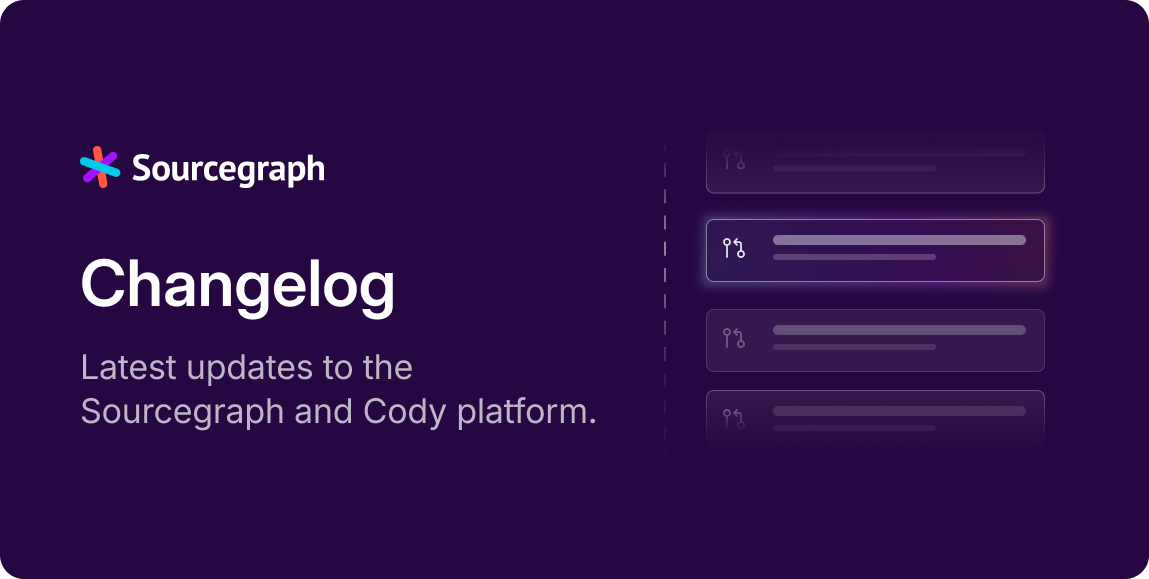 Sourcegraph
Changelog
Latest updates to the
Sourcegraph and Cody platform.